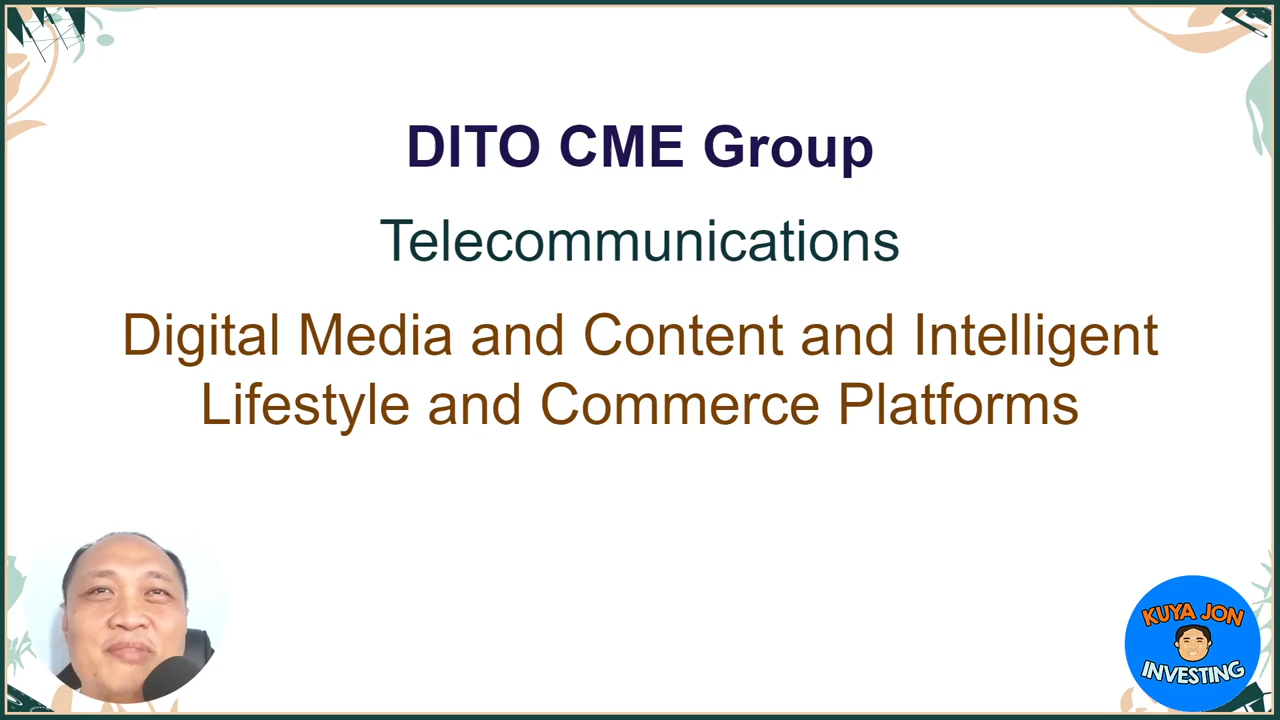 DITO CME Group
Telecommunications
Digital Media and Content and Intelligent
Lifestyle and Commerce Platforms
KUYA JON
INVESTING